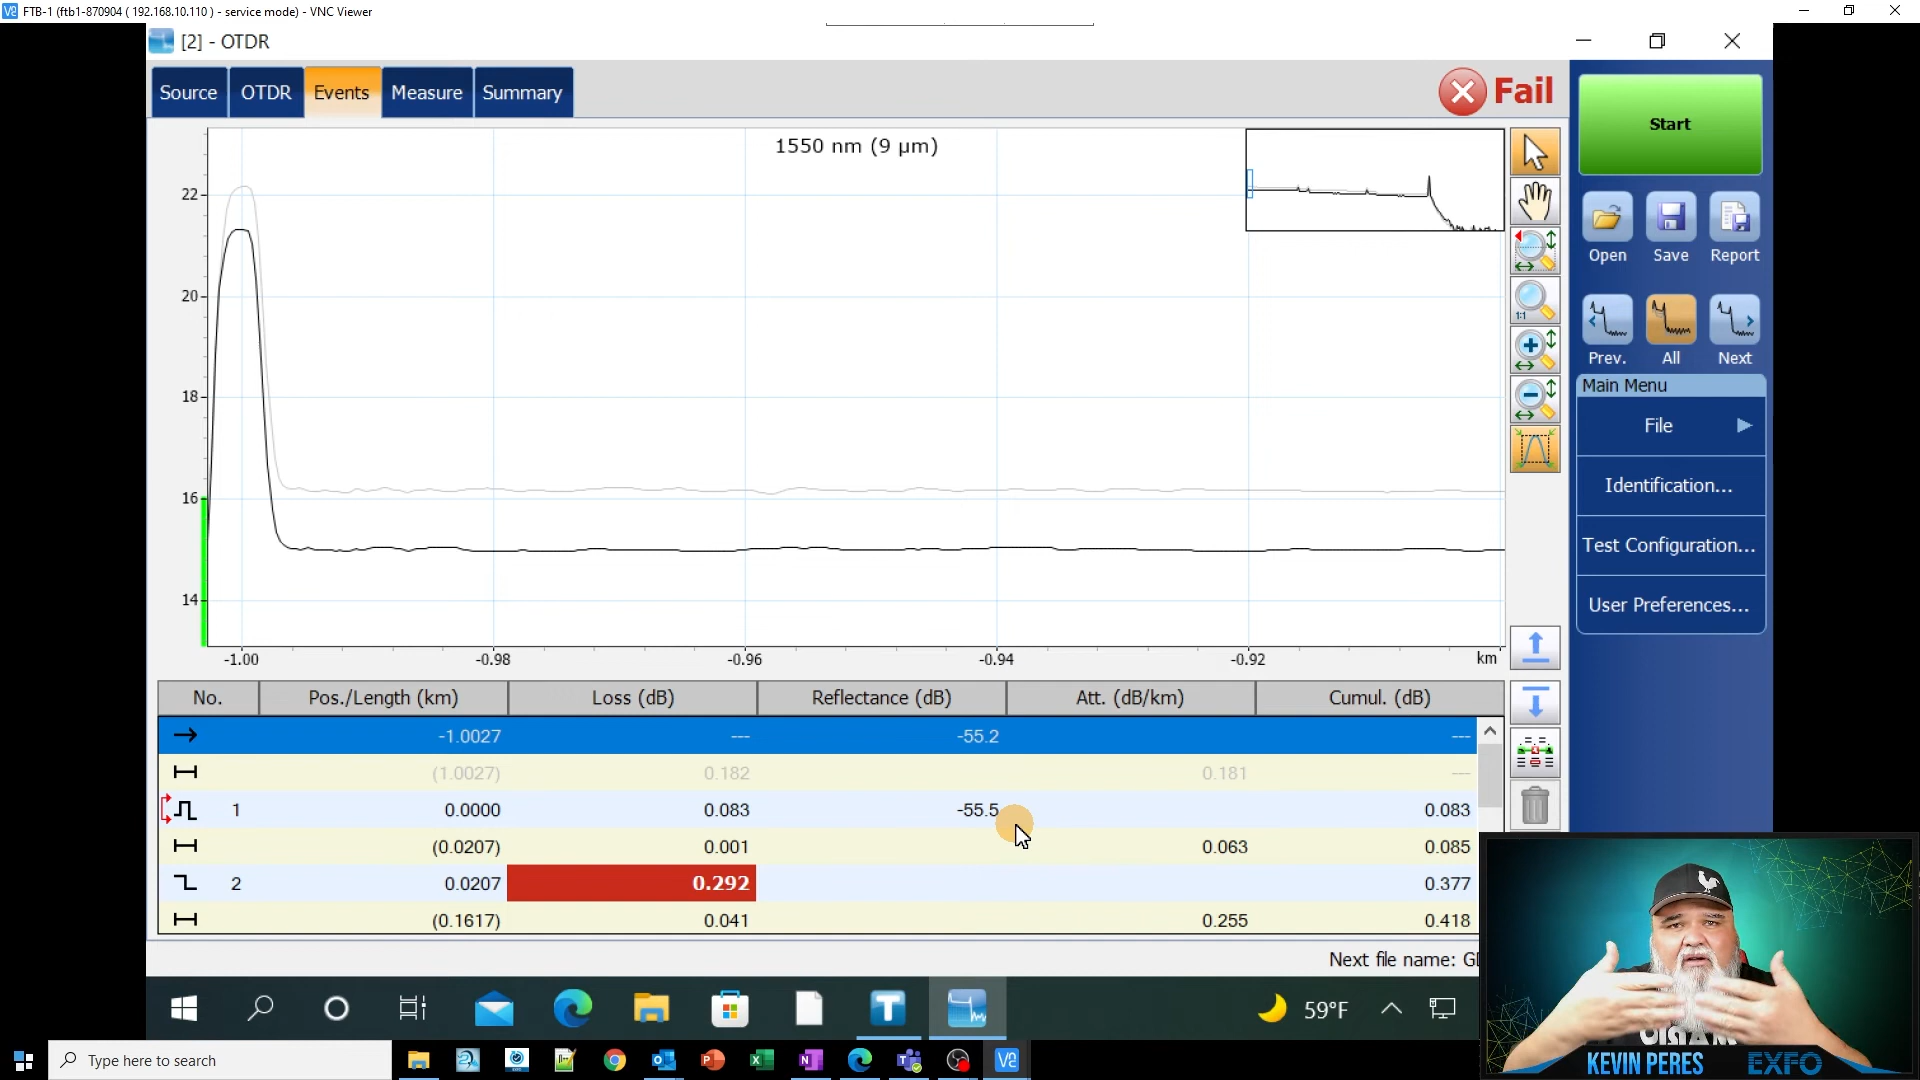 FTB-1 (ftb1-870904 ( 192.168.10.110 ) - service mode) - VNC Viewer
[2] - OTDR
Source OTDR Events Measure Summary
Fail
Start
1550 nm (9 µm)
22
20
18
16
14
-1.00 -0.98 -0.96 -0.94 -0.92 km
1:1
Open Save Report
Prev. All Next
Main Menu
File
Identification...
Test Configuration...
User Preferences...
No. Pos./Length (km) Loss (dB) Reflectance (dB) Att. (dB/km) Cumul. (dB)
-1.0027 --- -55.2 ---
(1.0027) 0.182 0.181 ---
1 0.0000 0.083 -55.5 0.083
(0.0207) 0.001 0.063 0.085
2 0.0207 0.292 0.377
(0.1617) 0.041 0.255 0.418
Next file name:
59°F
KEVIN PERES EXFO
Type here to search